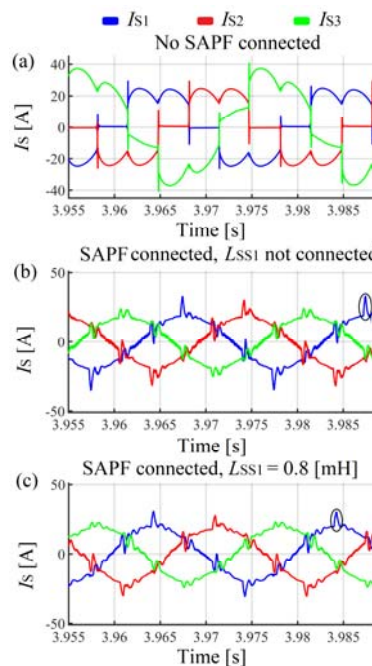 IS1 IS2 IS3
No SAPF connected
(a)
40
20
0
-20
-40
IS [A]
3.955 3.96 3.965 3.97 3.975 3.98 3.985
Time [s]
SAPF connected, LSS1 not connected
(b)
50
0
-50
IS [A]
3.955 3.96 3.965 3.97 3.975 3.98 3.985
Time [s]
SAPF connected, LSS1 = 0.8 [mH]
(c)
50
0
-50
IS [A]
3.955 3.96 3.965 3.97 3.975 3.98 3.985
Time [s]